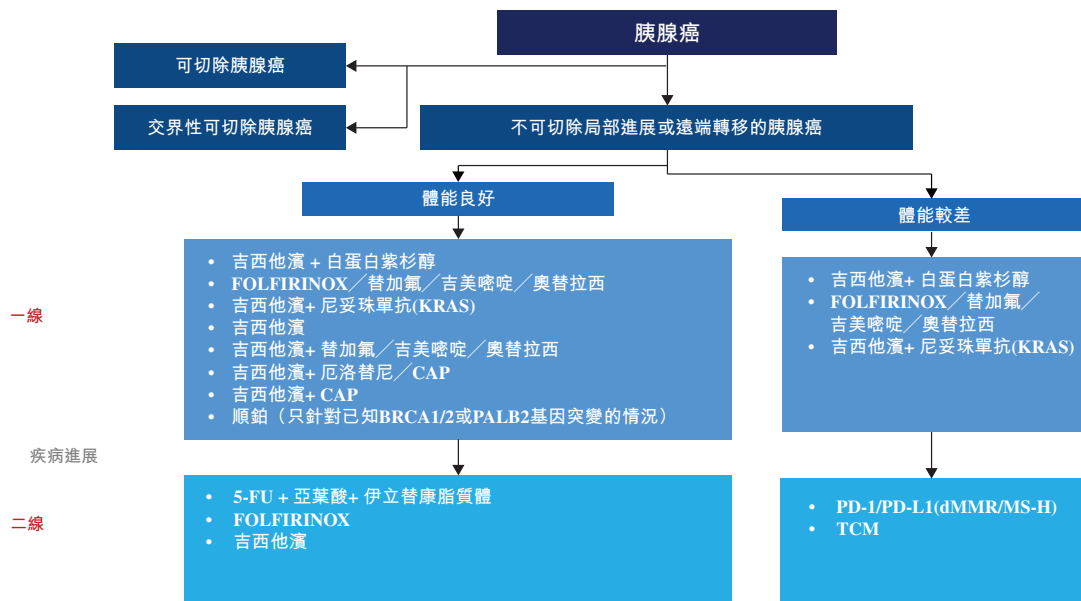 胰腺癌
可切除胰腺癌
交界性可切除胰腺癌
不可切除局部進展或遠端轉移的胰腺癌
體能良好
體能較差
一線
• 吉西他濱 + 白蛋白紫杉醇
• FOLFIRINOX╱替加氟╱吉美嘧啶╱奧替拉西
• 吉西他濱+ 尼妥珠單抗(KRAS)
• 吉西他濱
• 吉西他濱+ 替加氟╱吉美嘧啶╱奧替拉西
• 吉西他濱+ 厄洛替尼╱CAP
• 吉西他濱+ CAP
• 順鉑（只針對已知BRCA1/2或PALB2基因突變的情況）
• 吉西他濱+ 白蛋白紫杉醇
• FOLFIRINOX╱替加氟╱
吉美嘧啶╱奧替拉西
• 吉西他濱+ 尼妥珠單抗(KRAS)
疾病進展
二線
• 5-FU + 亞葉酸+ 伊立替康脂質體
• FOLFIRINOX
• 吉西他濱
• PD-1/PD-L1(dMMR/MS-H)
• TCM